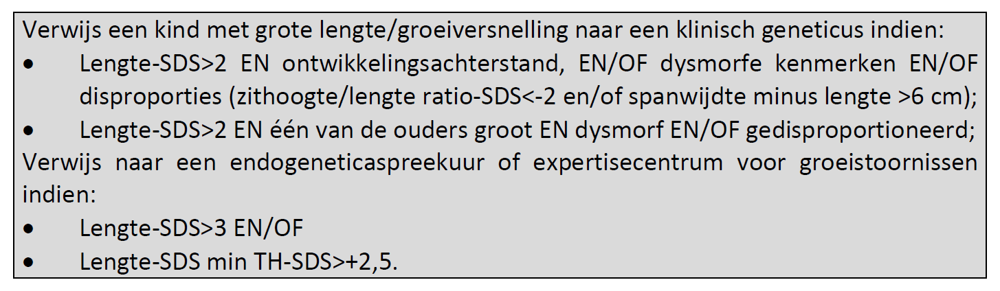 Verwijs een kind met grote lengte/groeiversnelling naar een klinisch geneticus indien:
• Lengte-SDS>2 EN ontwikkelingsachterstand, EN/OF dysmorfe kenmerken EN/OF
disproporties (zithoogte/lengte ratio-SDS<-2 en/of spanwijdte minus lengte >6 cm);
• Lengte-SDS>2 EN één van de ouders groot EN dysmorf EN/OF gedisproportioneerd;
Verwijs naar een endogeneticaspreekuur of expertisecentrum voor groeistoornissen
indien:
• Lengte-SDS>3 EN/OF
• Lengte-SDS min TH-SDS>+2,5.